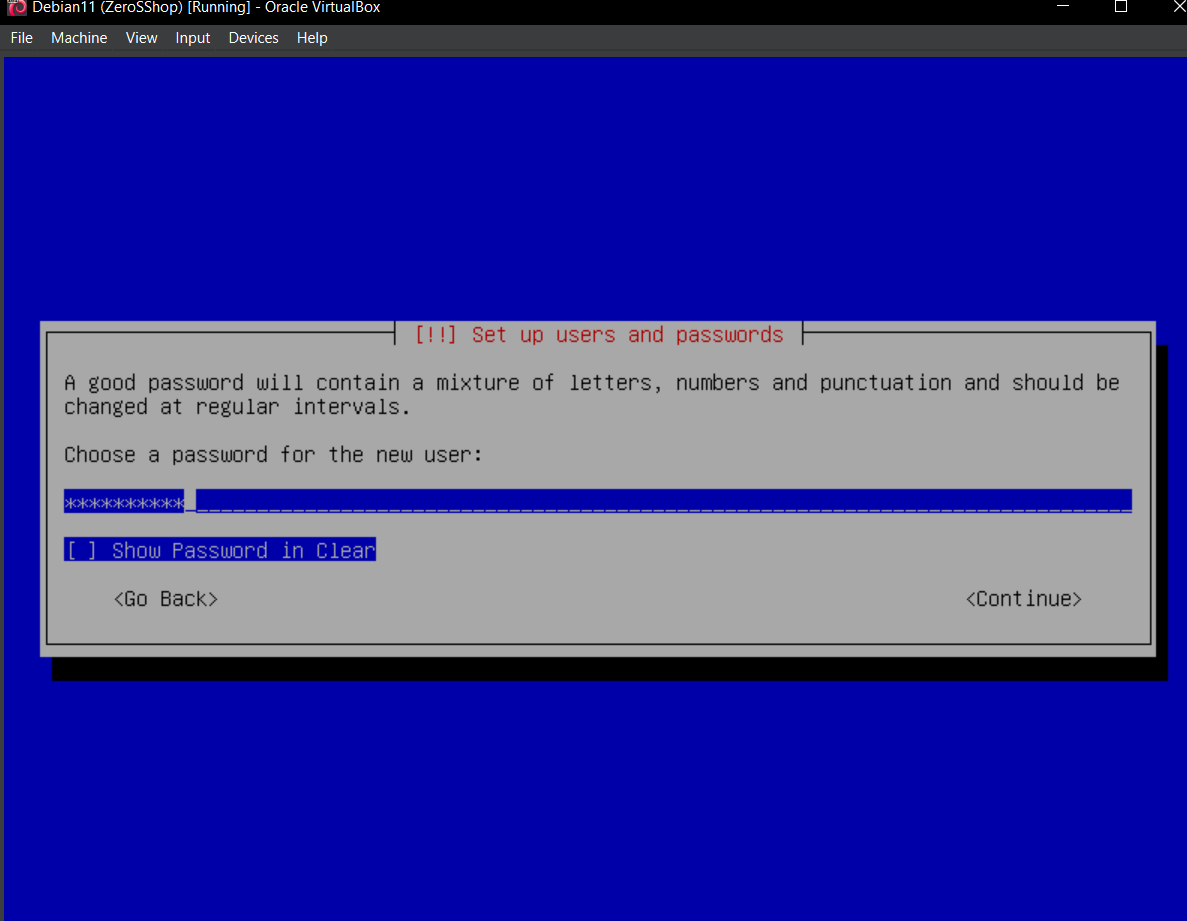 Debian11 (ZeroSShop) [Running] - Oracle VirtualBox
File Machine View Input Devices Help
[!!] Set up users and passwords
A good password will contain a mixture of letters, numbers and punctuation and should be
changed at regular intervals.
Choose a password for the new user:
**********
[ ] Show Password in Clear
<Go Back> <Continue>